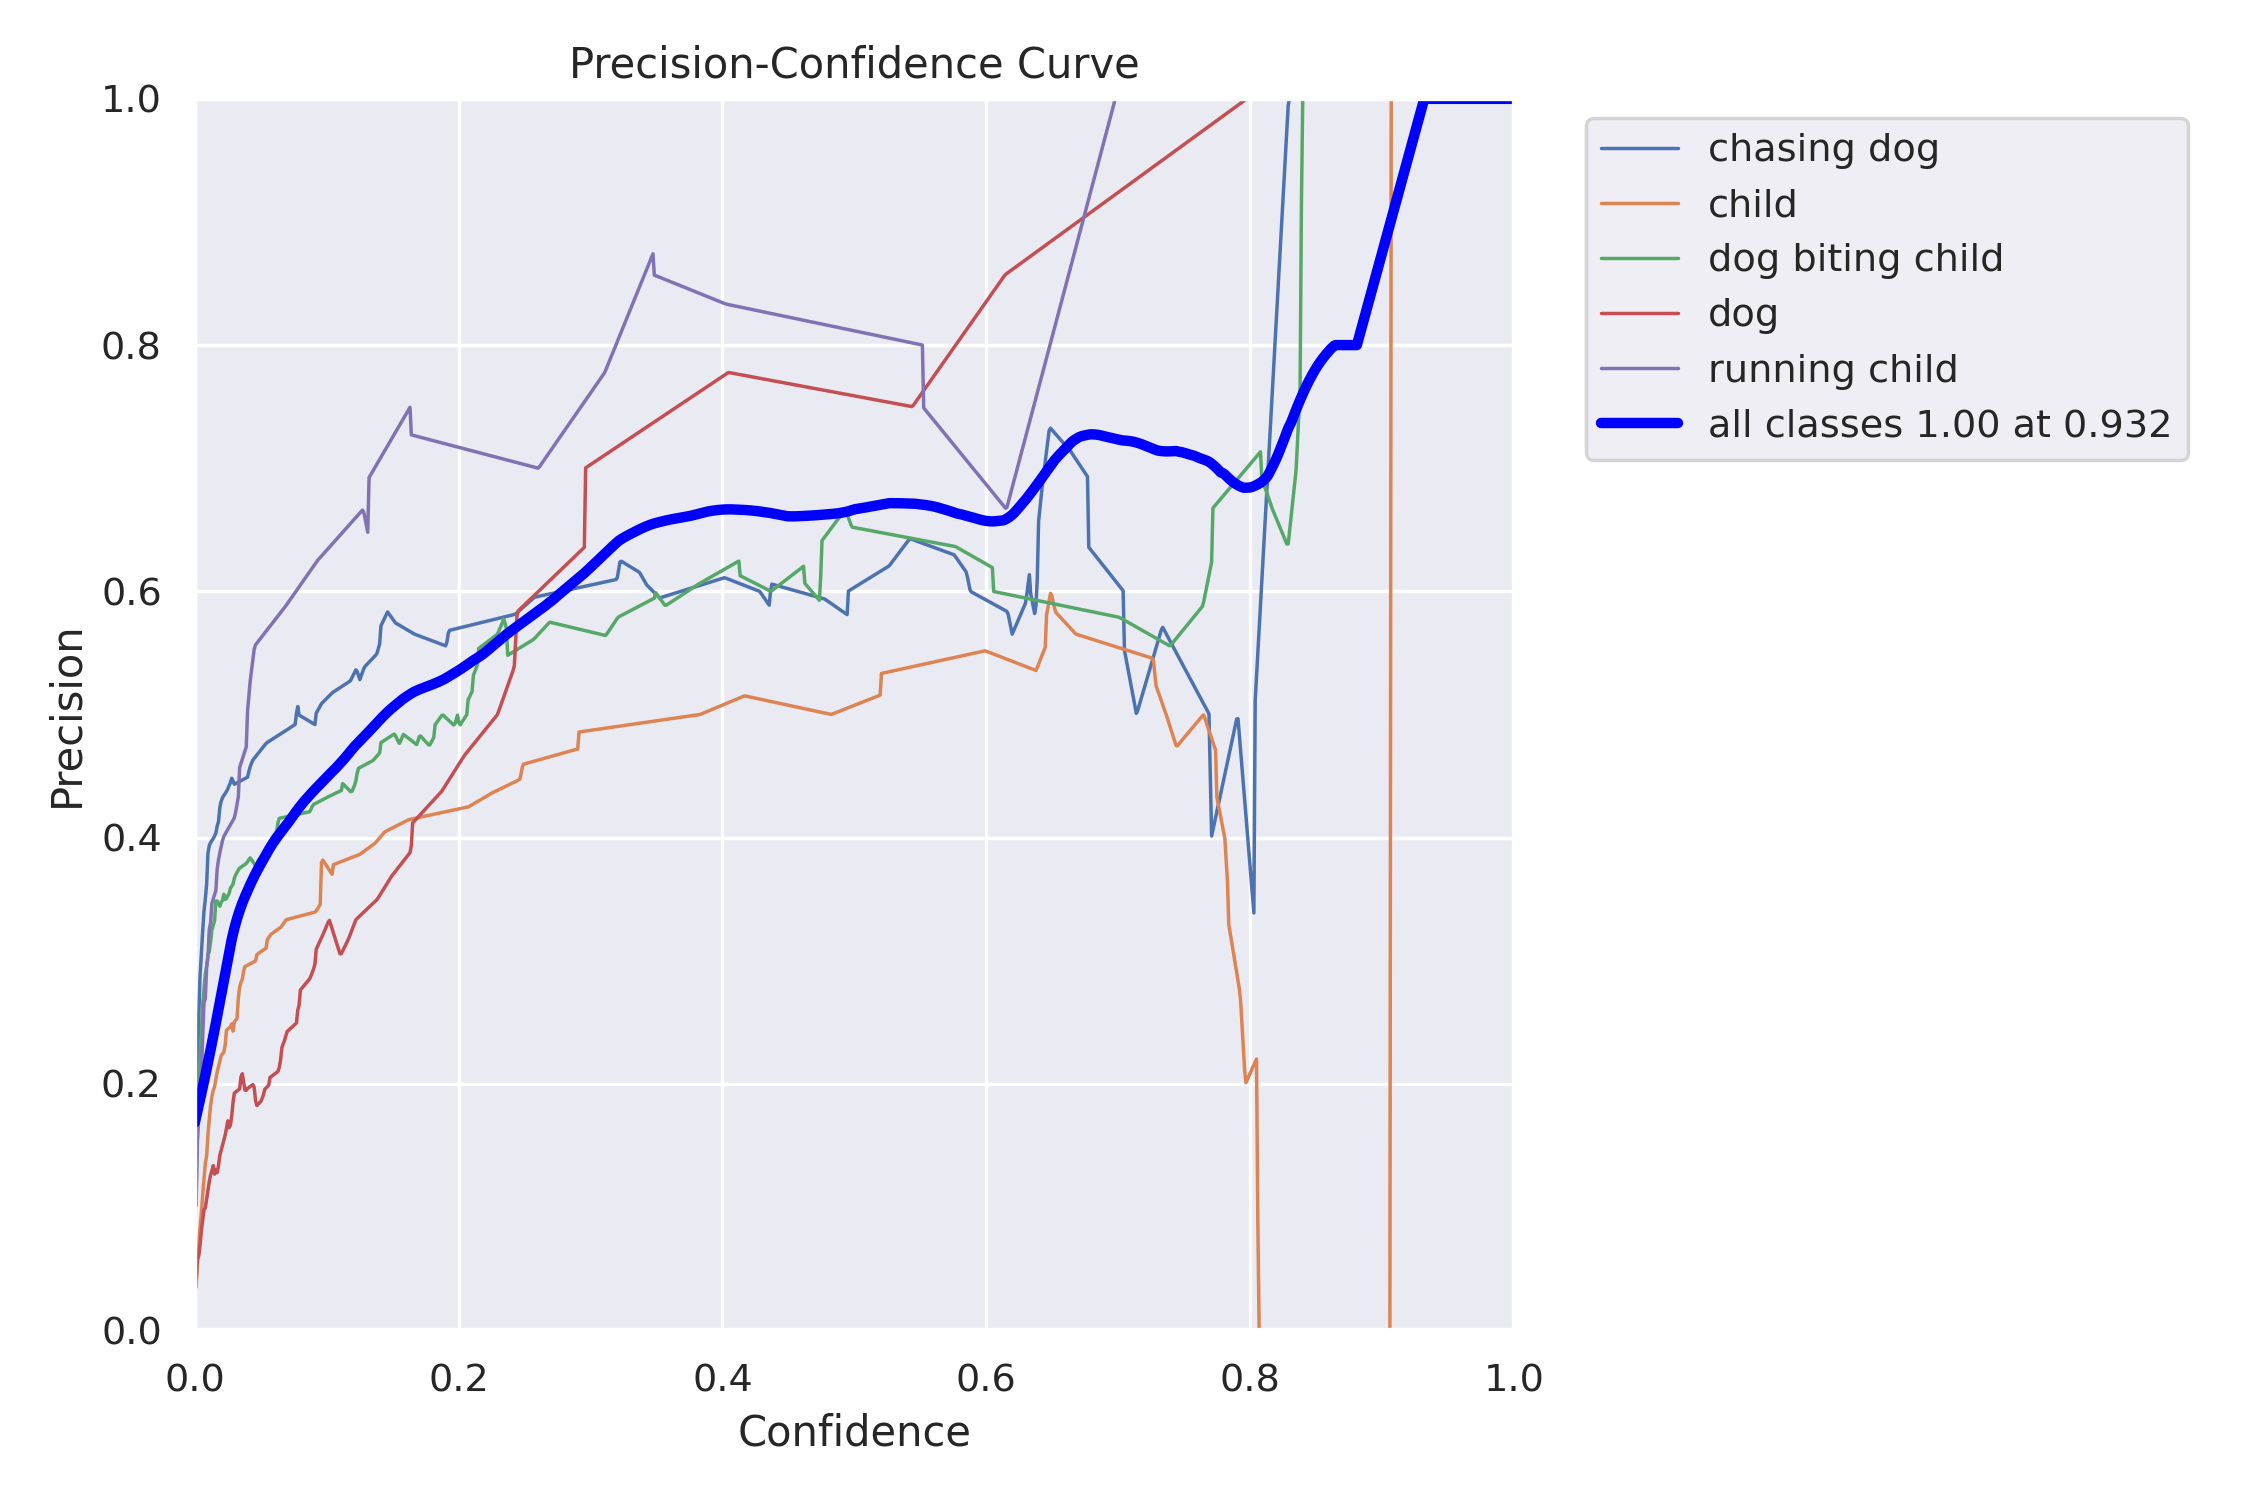 Precision-Confidence Curve
1.0
0.8
0.6
0.4
0.2
0.0
Precision
0.0 0.2 0.4 0.6 0.8 1.0
Confidence
chasing dog
child
dog biting child
dog
running child
all classes 1.00 at 0.932